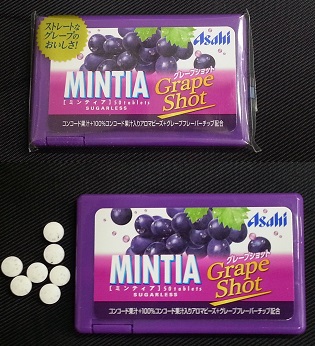 ストレートな
グレープの
おいしさ!
Asahi
MINTIA
グレープショット
Grape
Shot
[ミンティア] 50tablets
SUGARLESS
コンコード果汁+100%コンコード果汁入りアロマビーズ+グレープフレーバーチップ配合
Asahi
MINTIA
グレープショット
Grape
Shot
[ミンティア] 50tablets
SUGARLESS
コンコード果汁+100%コンコード果汁入りアロマビーズ+グレープフレーバーチップ配合